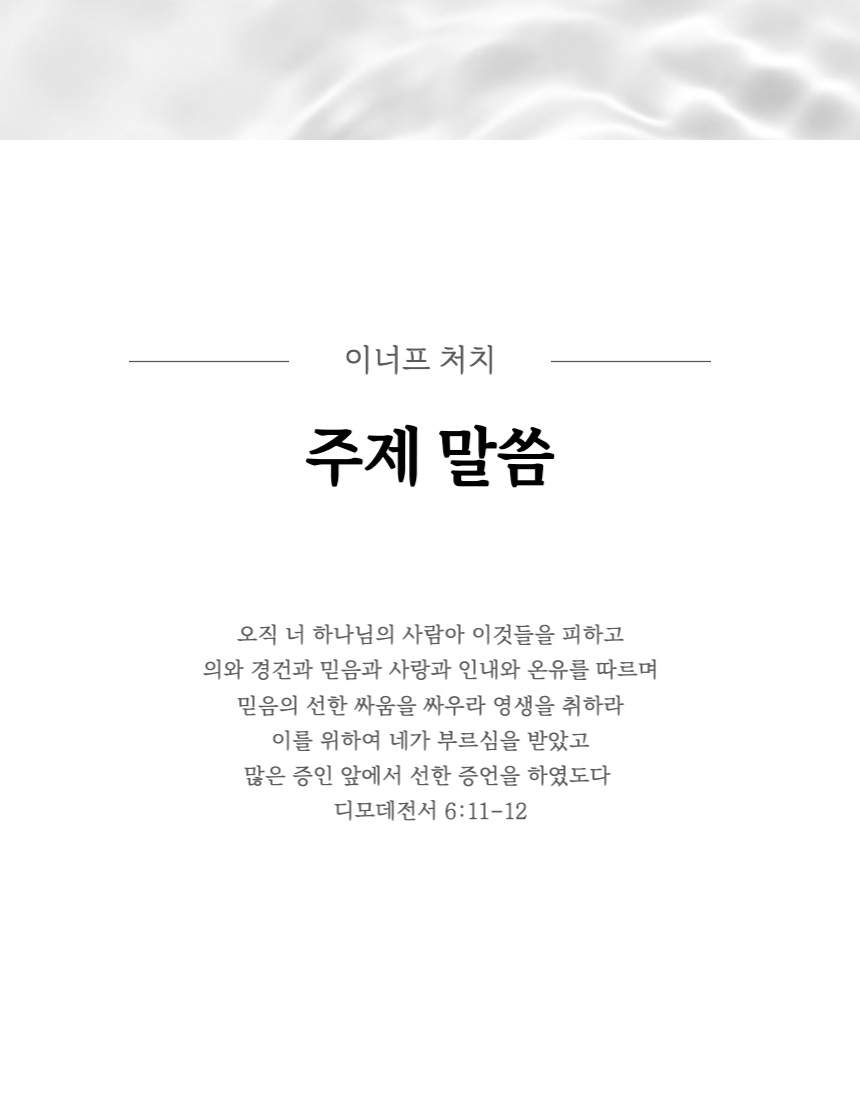 이너프 처치
주제 말씀
오직 너 하나님의 사람아 이것들을 피하고
의와 경건과 믿음과 사랑과 인내와 온유를 따르며
믿음의 선한 싸움을 싸우라 영생을 취하라
이를 위하여 네가 부르심을 받았고
많은 증인 앞에서 선한 증언을 하였도다
디모데전서 6:11-12